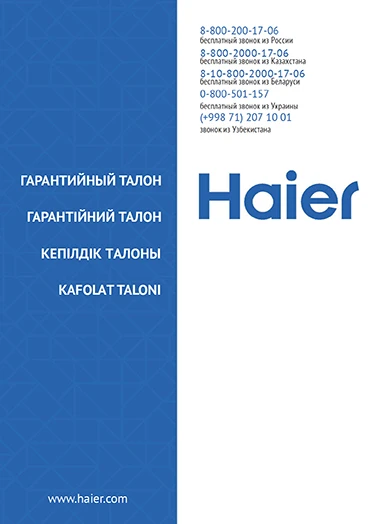 8-800-200-17-06
бесплатный звонок из России
8-800-2000-17-06
бесплатный звонок из Казахстана
8-10-800-2000-17-06
бесплатный звонок из Беларуси
0-800-501-157
бесплатный звонок из Украины
(+998 71) 207 10 01
звонок из Узбекистана
ГАРАНТИЙНЫЙ ТАЛОН
ГАРАНТІЙНИЙ ТАЛОН
КЕПІЛДІК ТАЛОНЫ
KAFOLAT TALONI
Haier
www.haier.com